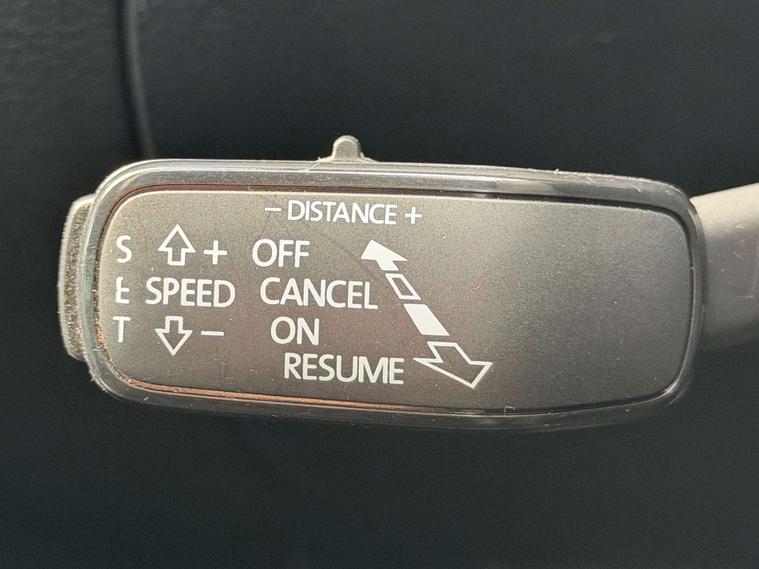 − DISTANCE +
S + OFF
E SPEED CANCEL
T − ON
RESUME